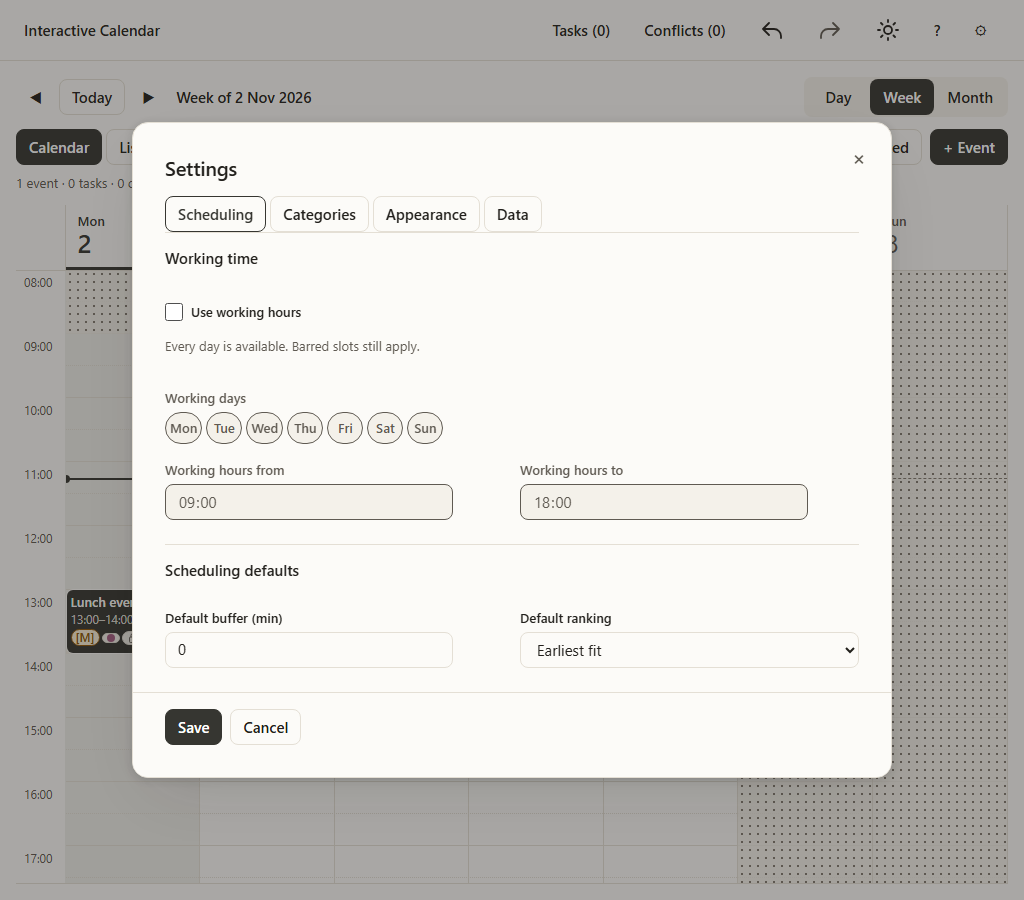 Interactive Calendar Tasks (0) Conflicts (0) ?
Today Week of 2 Nov 2026 Day Week Month
Calendar + Event
1 event · 0 tasks · 0
Settings ×
Scheduling Categories Appearance Data
Mon
2
Working time
08:00
Use working hours
09:00 Every day is available. Barred slots still apply.
Working days
10:00
Mon Tue Wed Thu Fri Sat Sun
11:00 Working hours from Working hours to
09:00 18:00
12:00
Scheduling defaults
13:00 Lunch
13:00–14:00 Default buffer (min) Default ranking
[M]
0 Earliest fit
14:00
15:00 Save Cancel
16:00
17:00